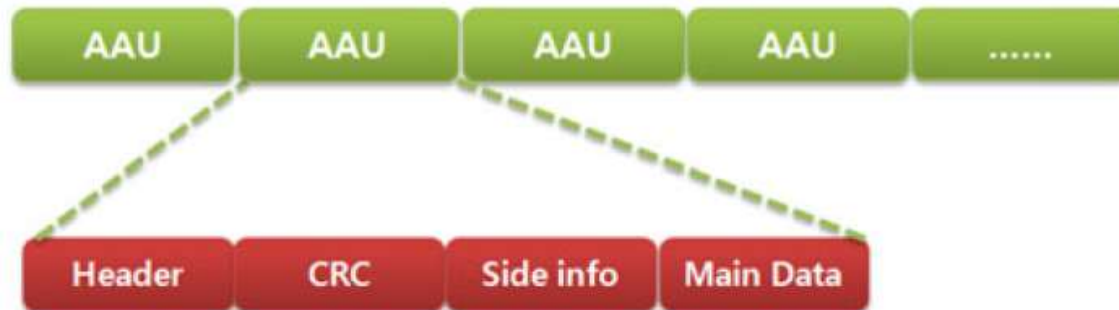 AAU AAU AAU AAU ......
Header CRC Side info Main Data